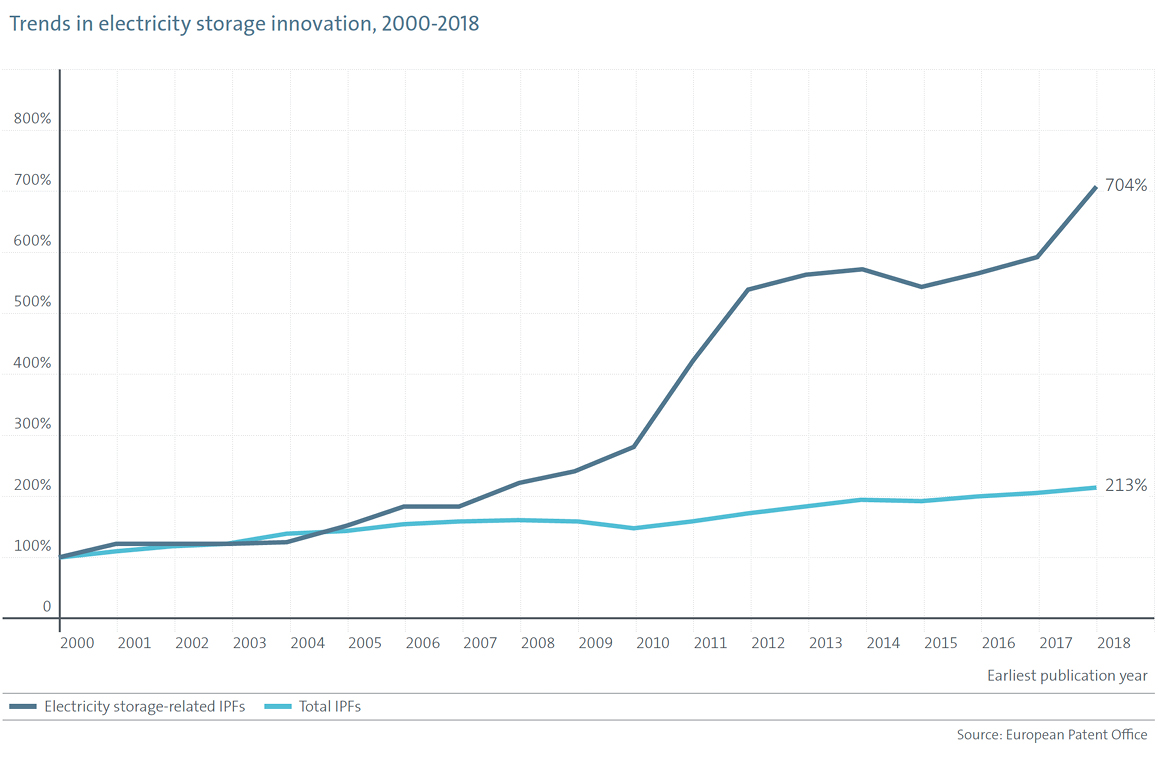 Trends in electricity storage innovation, 2000-2018
800%
700%
704%
600%
500%
400%
300%
200%
213%
100%
0
2000 2001 2002 2003 2004 2005 2006 2007 2008 2009 2010 2011 2012 2013 2014 2015 2016 2017 2018
Earliest publication year
Electricity storage-related IPFs Total IPFs
Source: European Patent Office